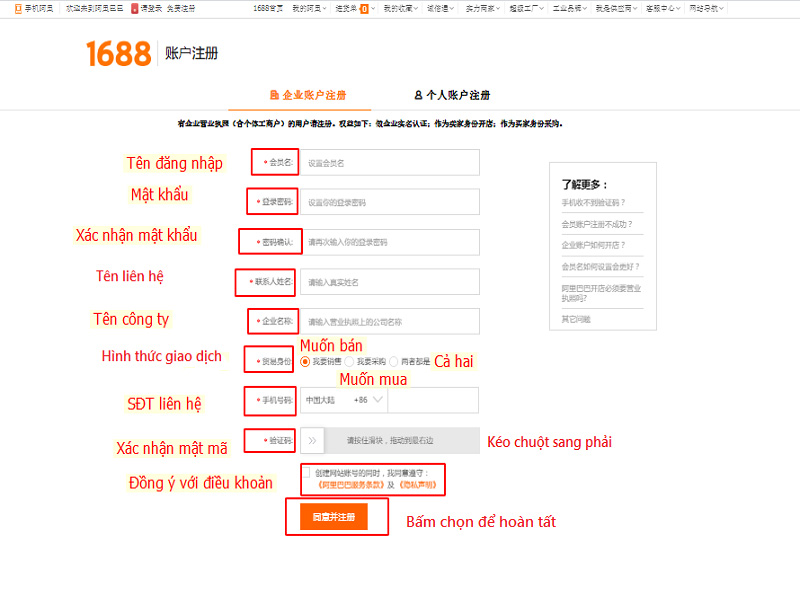 手机阿里 欢迎来到阿里巴巴 请登录 免费注册 1688首页 我的阿里 进货单 0 我的收藏 诚信通 实力商家 超级工厂 工业品牌 我是供应商 客服中心 网站导航
1688 账户注册
企业账户注册 个人账户注册
有企业营业执照（含个体工商户）的用户请注册。权益如下：做企业实名认证；作为卖家身份开店；作为买家身份采购。
Tên đăng nhập * 会员名: 设置会员名
Mật khẩu * 登录密码: 设置你的登录密码
Xác nhận mật khẩu * 密码确认: 请再次输入你的登录密码
Tên liên hệ * 联系人姓名: 请输入真实姓名
Tên công ty * 企业名称: 请输入营业执照上的公司名称
Muốn bán
Hình thức giao dịch * 贸易身份: 我要销售 我要采购 两者都是 Cả hai
Muốn mua
SĐT liên hệ * 手机号码: 中国大陆 +86
Xác nhận mật mã * 验证码: 请按住滑块，拖动到最右边 Kéo chuột sang phải
Đồng ý với điều khoản 创建网站账号的同时，我同意遵守：
《阿里巴巴服务条款》及《隐私声明》
同意并注册 Bấm chọn để hoàn tất
了解更多：
手机收不到验证码？
会员账户注册不成功？
企业账户如何开店？
会员名如何设置会更好？
阿里巴巴开店必须要营业
执照吗？
其它问题